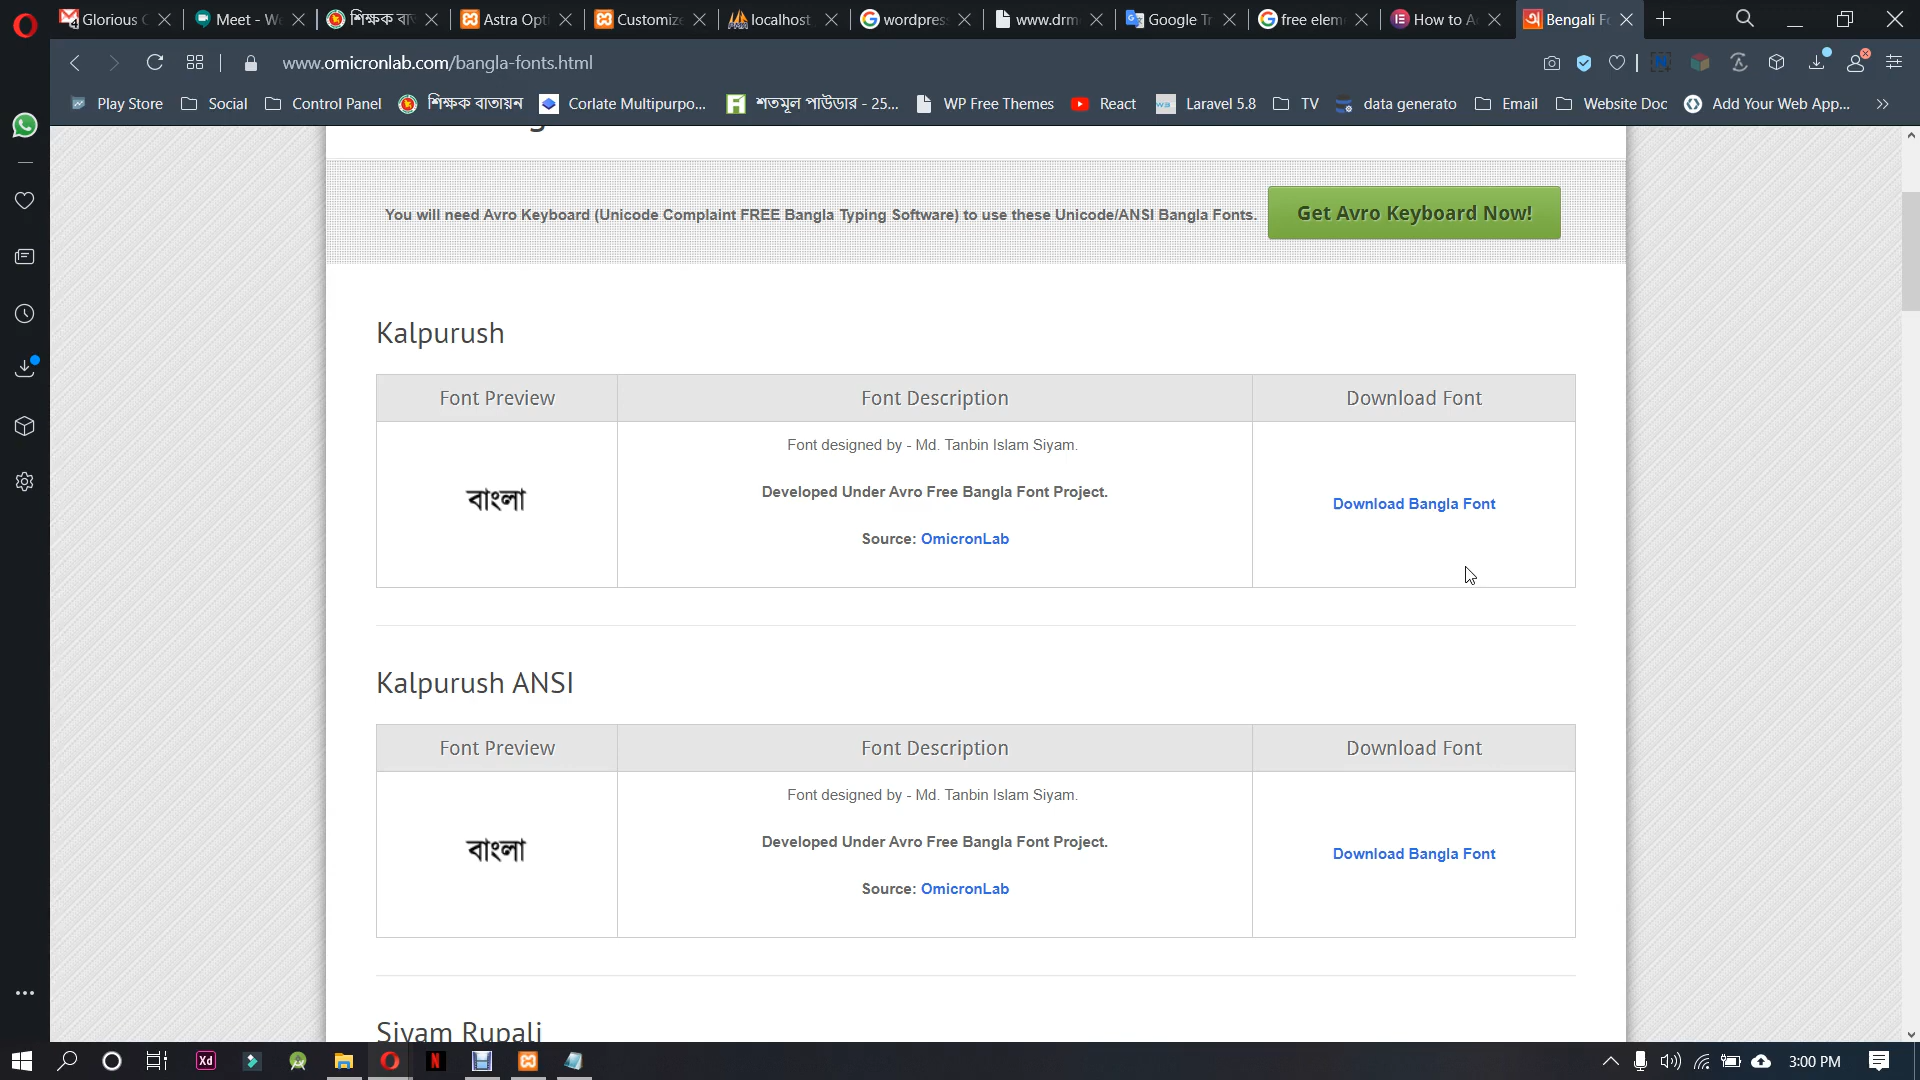 Glorious
Meet - W
শিক্ষক বা
Astra Opt
Customize
localhost
wordpres
www.drm
Google Tr
free elem
How to A
Bengali F
www.omicronlab.com/bangla-fonts.html
Play Store
Social
Control Panel
শিক্ষক বাতায়ন
Corlate Multipurpo...
শতমূল পাউডার - 25...
WP Free Themes
React
Laravel 5.8
TV
data generato
Email
Website Doc
Add Your Web App...
You will need Avro Keyboard (Unicode Complaint FREE Bangla Typing Software) to use these Unicode/ANSI Bangla Fonts.
Get Avro Keyboard Now!
Kalpurush
Font Preview
Font Description
Download Font
বাংলা
Font designed by - Md. Tanbin Islam Siyam.
Developed Under Avro Free Bangla Font Project.
Source: OmicronLab
Download Bangla Font
Kalpurush ANSI
Font Preview
Font Description
Download Font
বাংলা
Font designed by - Md. Tanbin Islam Siyam.
Developed Under Avro Free Bangla Font Project.
Source: OmicronLab
Download Bangla Font
Siyam Rupali
Xd
3:00 PM